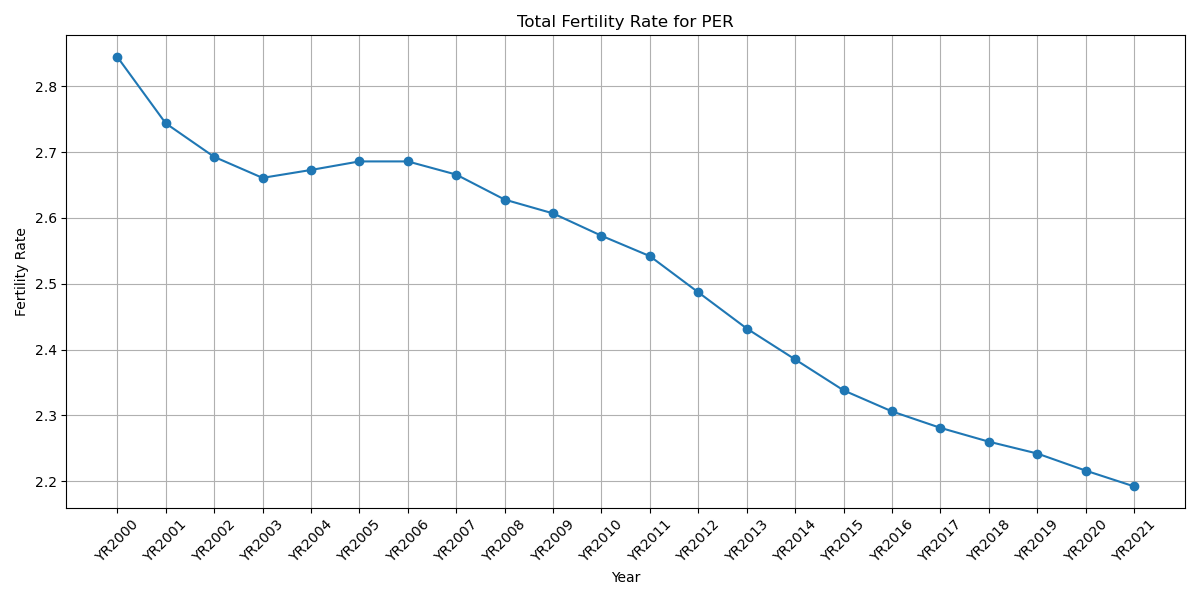 Total Fertility Rate for PER
Fertility Rate
2.8
2.7
2.6
2.5
2.4
2.3
2.2
YR2000
YR2001
YR2002
YR2003
YR2004
YR2005
YR2006
YR2007
YR2008
YR2009
YR2010
YR2011
YR2012
YR2013
YR2014
YR2015
YR2016
YR2017
YR2018
YR2019
YR2020
YR2021
Year